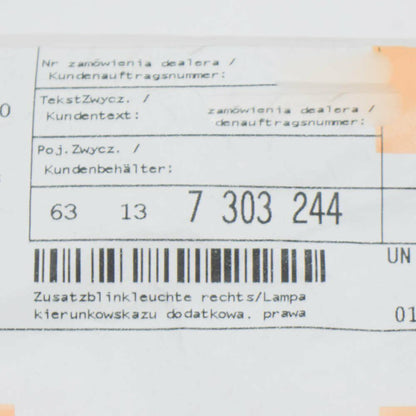 Nr zamówienia dealera /
Kundenauftragsnummer:
TekstZwycz. /
Kundentext:
zamówienia dealera /
denauftragsnummer:
Poj.Zwycz. /
Kundenbehälter:
63 13 7 303 244
UN
Zusatzblinkleuchte rechts/Lampa
kierunkowskazu dodatkowa. prawa
01